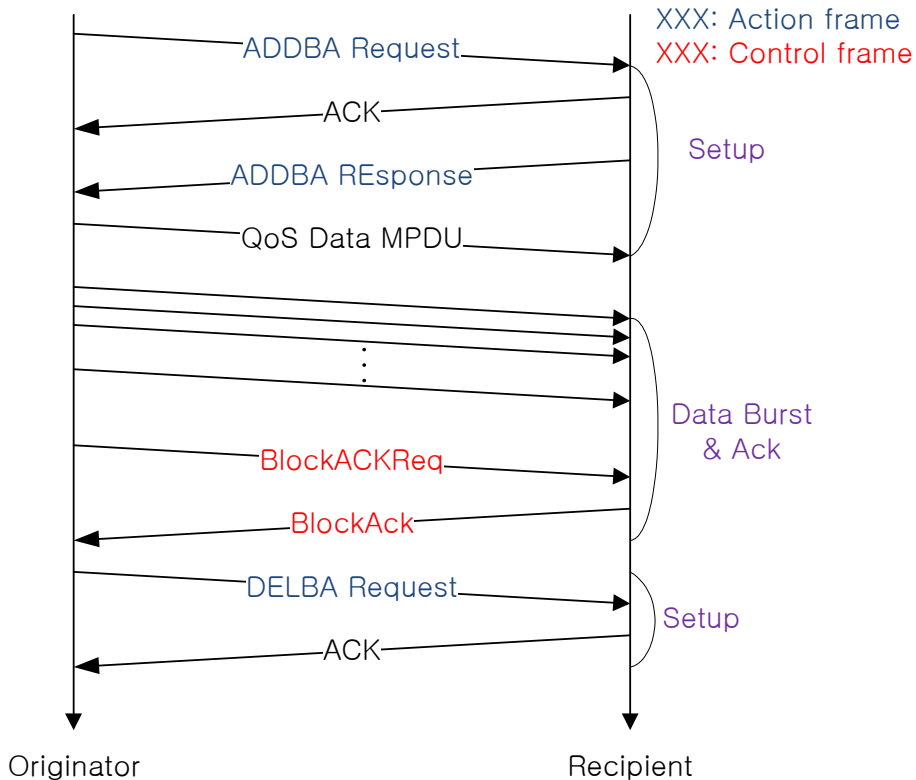 XXX: Action frame
XXX: Control frame
ADDBA Request
ACK
Setup
ADDBA REsponse
QoS Data MPDU
Data Burst
& Ack
BlockACKReq
BlockAck
DELBA Request
Setup
ACK
Originator
Recipient